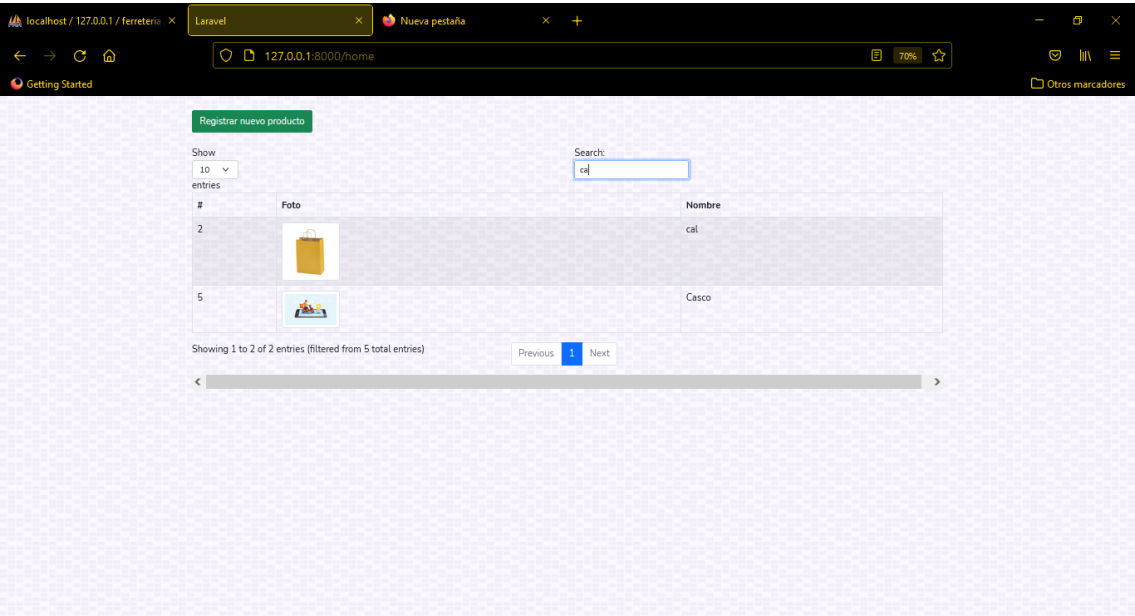 localhost / 127.0.0.1 / ferreteria
Laravel
Nueva pestaña
127.0.0.1:8000/home
70%
Getting Started
Otros marcadores
Registrar nuevo producto
Show
Search:
10
ca
entries
# Foto Nombre
2 cal
5 Casco
Showing 1 to 2 of 2 entries (filtered from 5 total entries)
Previous 1 Next